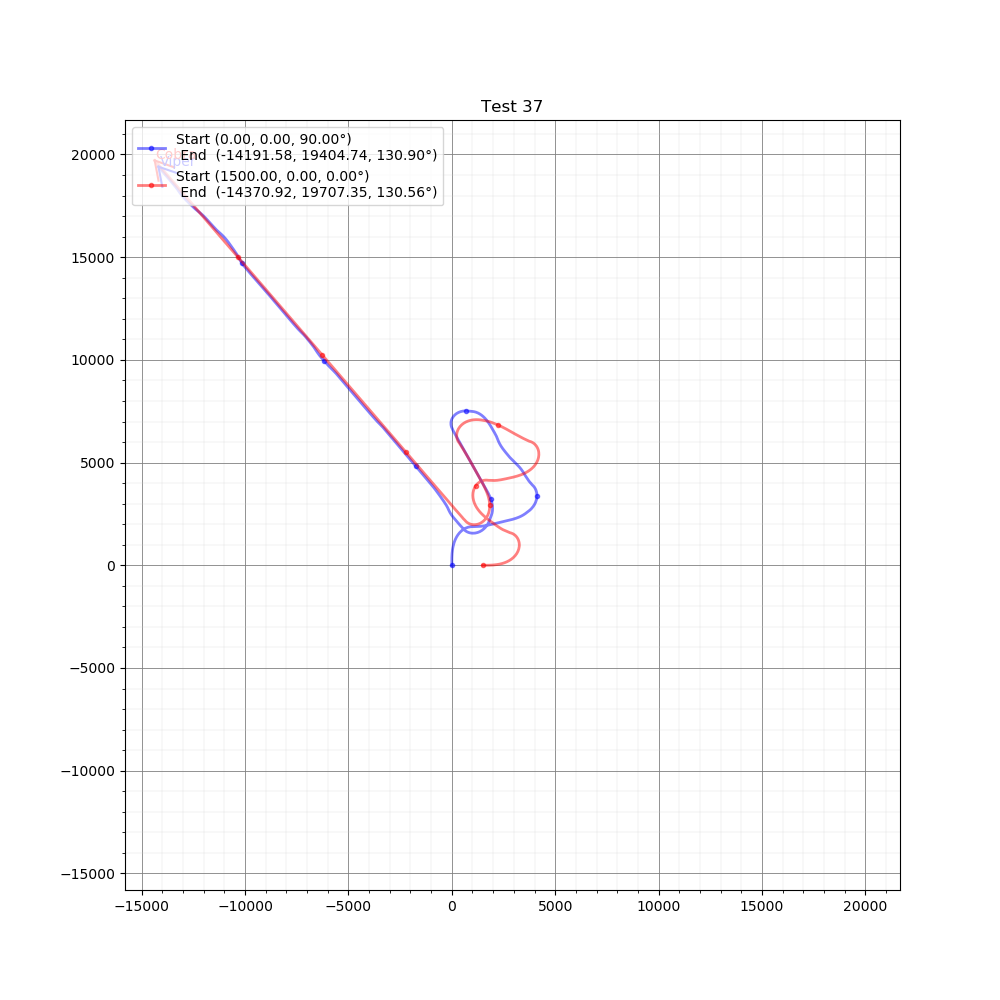 Test 37
Start (0.00, 0.00, 90.00°)
End (-14191.58, 19404.74, 130.90°)
Start (1500.00, 0.00, 0.00°)
End (-14370.92, 19707.35, 130.56°)
Viper
20000
15000
10000
5000
0
−5000
−10000
−15000
−15000 −10000 −5000 0 5000 10000 15000 20000